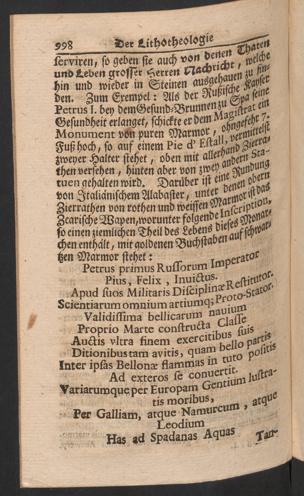 998 Der Lithotheologie
serviren, so geben sie auch von denen Thaten
und Leben grosser Herren Nachricht, welche
hin und wieder in Steinen ausgehauen zu fin-
den. Zum Exempel: Als der Rußische Kayser
Petrus I. bey dem Gesund-Brunnen zu Spa seine
Gesundheit erlanget, schickte er dem Magistrat ein
Monument von puren Marmor, ohngefehr 7.
Fuß hoch, so auf einem Pie d'Estall, vermittelst
zweyer Halter stehet, oben mit allerhand Zierra-
then versehen, hinten aber von zwey andern Sta-
tuen gehalten wird. Darüber ist eine Rundung
von Italiänischem Alabaster, unter denen obern
Zierrathen von rothen und weissen Marmor ist das
Zcarische Wapen, worunter folgende Inscription,
so einen ziemlichen Theil des Lebens dieses Monar-
chen enthält, mit goldenen Buchstaben auf schwar-
tzen Marmor stehet:
Petrus primus Russorum Imperator
Pius, Felix, Invictus.
Apud suos Militaris Disciplinæ Restitutor.
Scientiarum omnium artiumq; Proto-Stator.
Validissima bellicarum navium
Proprio Marte constructa Classe
Auctis vltra finem exercitibus suis
Ditionibus tam avitis, quam bello partis
Inter ipsas Bellonæ flammas in tuto positis
Ad exteros se convertit.
Variarumque per Europam Gentium lustra-
tis moribus,
Per Galliam, atque Namurcum, atque
Leodium
Has ad Spadanas Aquas
Tan-